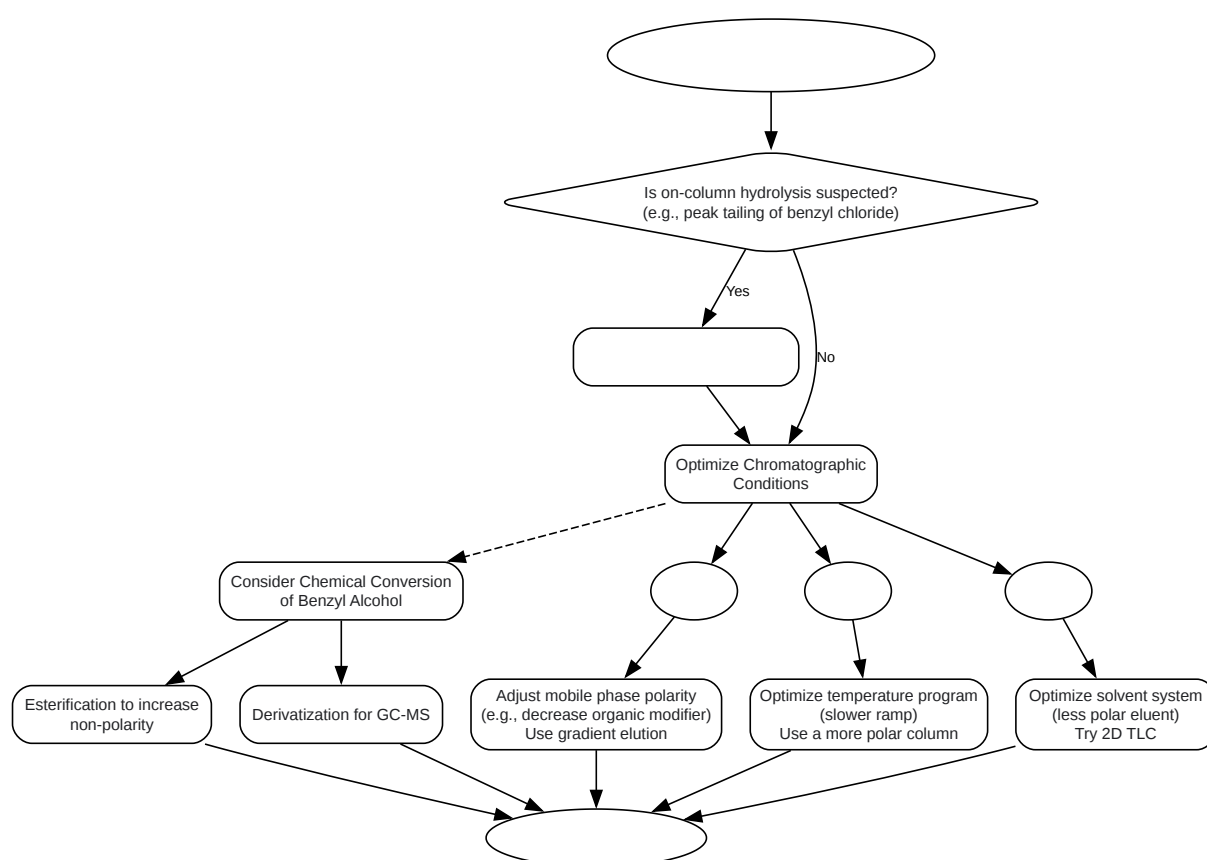 Is on-column hydrolysis suspected?
(e.g., peak tailing of benzyl chloride)
Yes
No
Optimize Chromatographic
Conditions
Consider Chemical Conversion
of Benzyl Alcohol
Esterification to increase
non-polarity
Derivatization for GC-MS
Adjust mobile phase polarity
(e.g., decrease organic modifier)
Use gradient elution
Optimize temperature program
(slower ramp)
Use a more polar column
Optimize solvent system
(less polar eluent)
Try 2D TLC